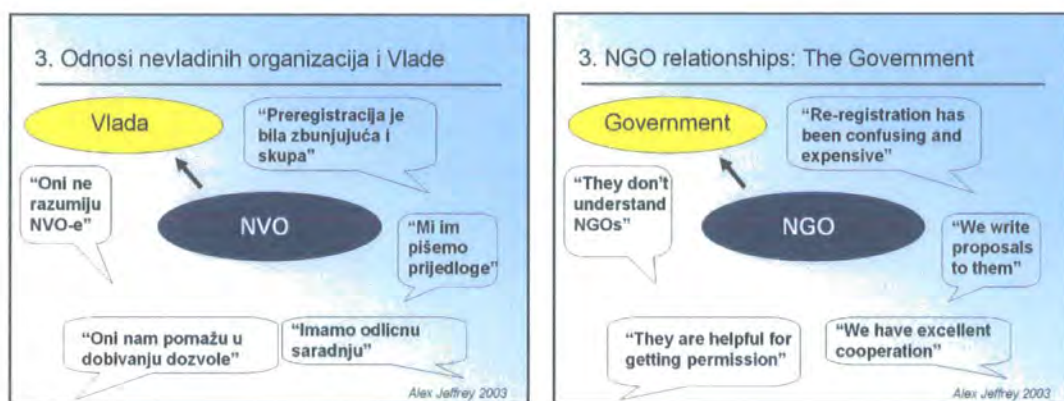 3. Odnosi nevladinih organizacija i Vlade
Vlada
“Preregistracija je
bila zbunjujuća i
skupa”
“Oni ne
razumiju
NVO-e”
NVO
“Mi im
pišemo
prijedloge”
“Oni nam pomažu u
dobivanju dozvole”
“Imamo odlicnu
saradnju”
Alex Jeffrey 2003
3. NGO relationships: The Government
Government
“Re-registration has
been confusing and
expensive”
“They don’t
understand
NGOs”
NGO
“We write
proposals
to them”
“They are helpful for
getting permission”
“We have excellent
cooperation”
Alex Jeffrey 2003